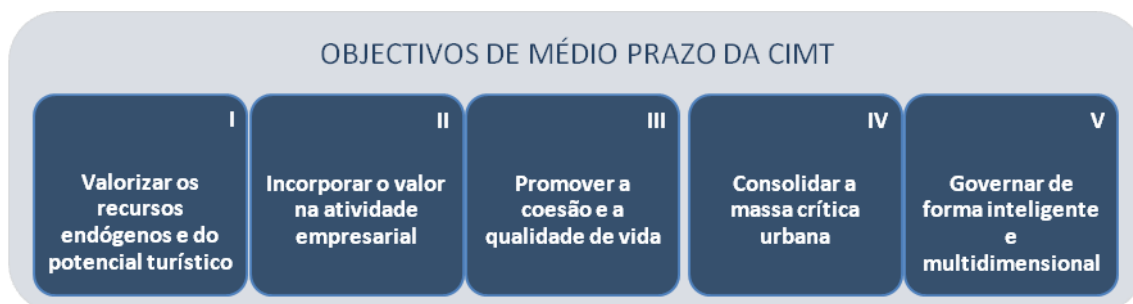 OBJECTIVOS DE MÉDIO PRAZO DA CIMT
I
Valorizar os
recursos
endógenos e do
potencial turístico
II
Incorporar o valor
na atividade
empresarial
III
Promover a
coesão e a
qualidade de vida
IV
Consolidar a
massa crítica
urbana
V
Governar de
forma inteligente
e
multidimensional